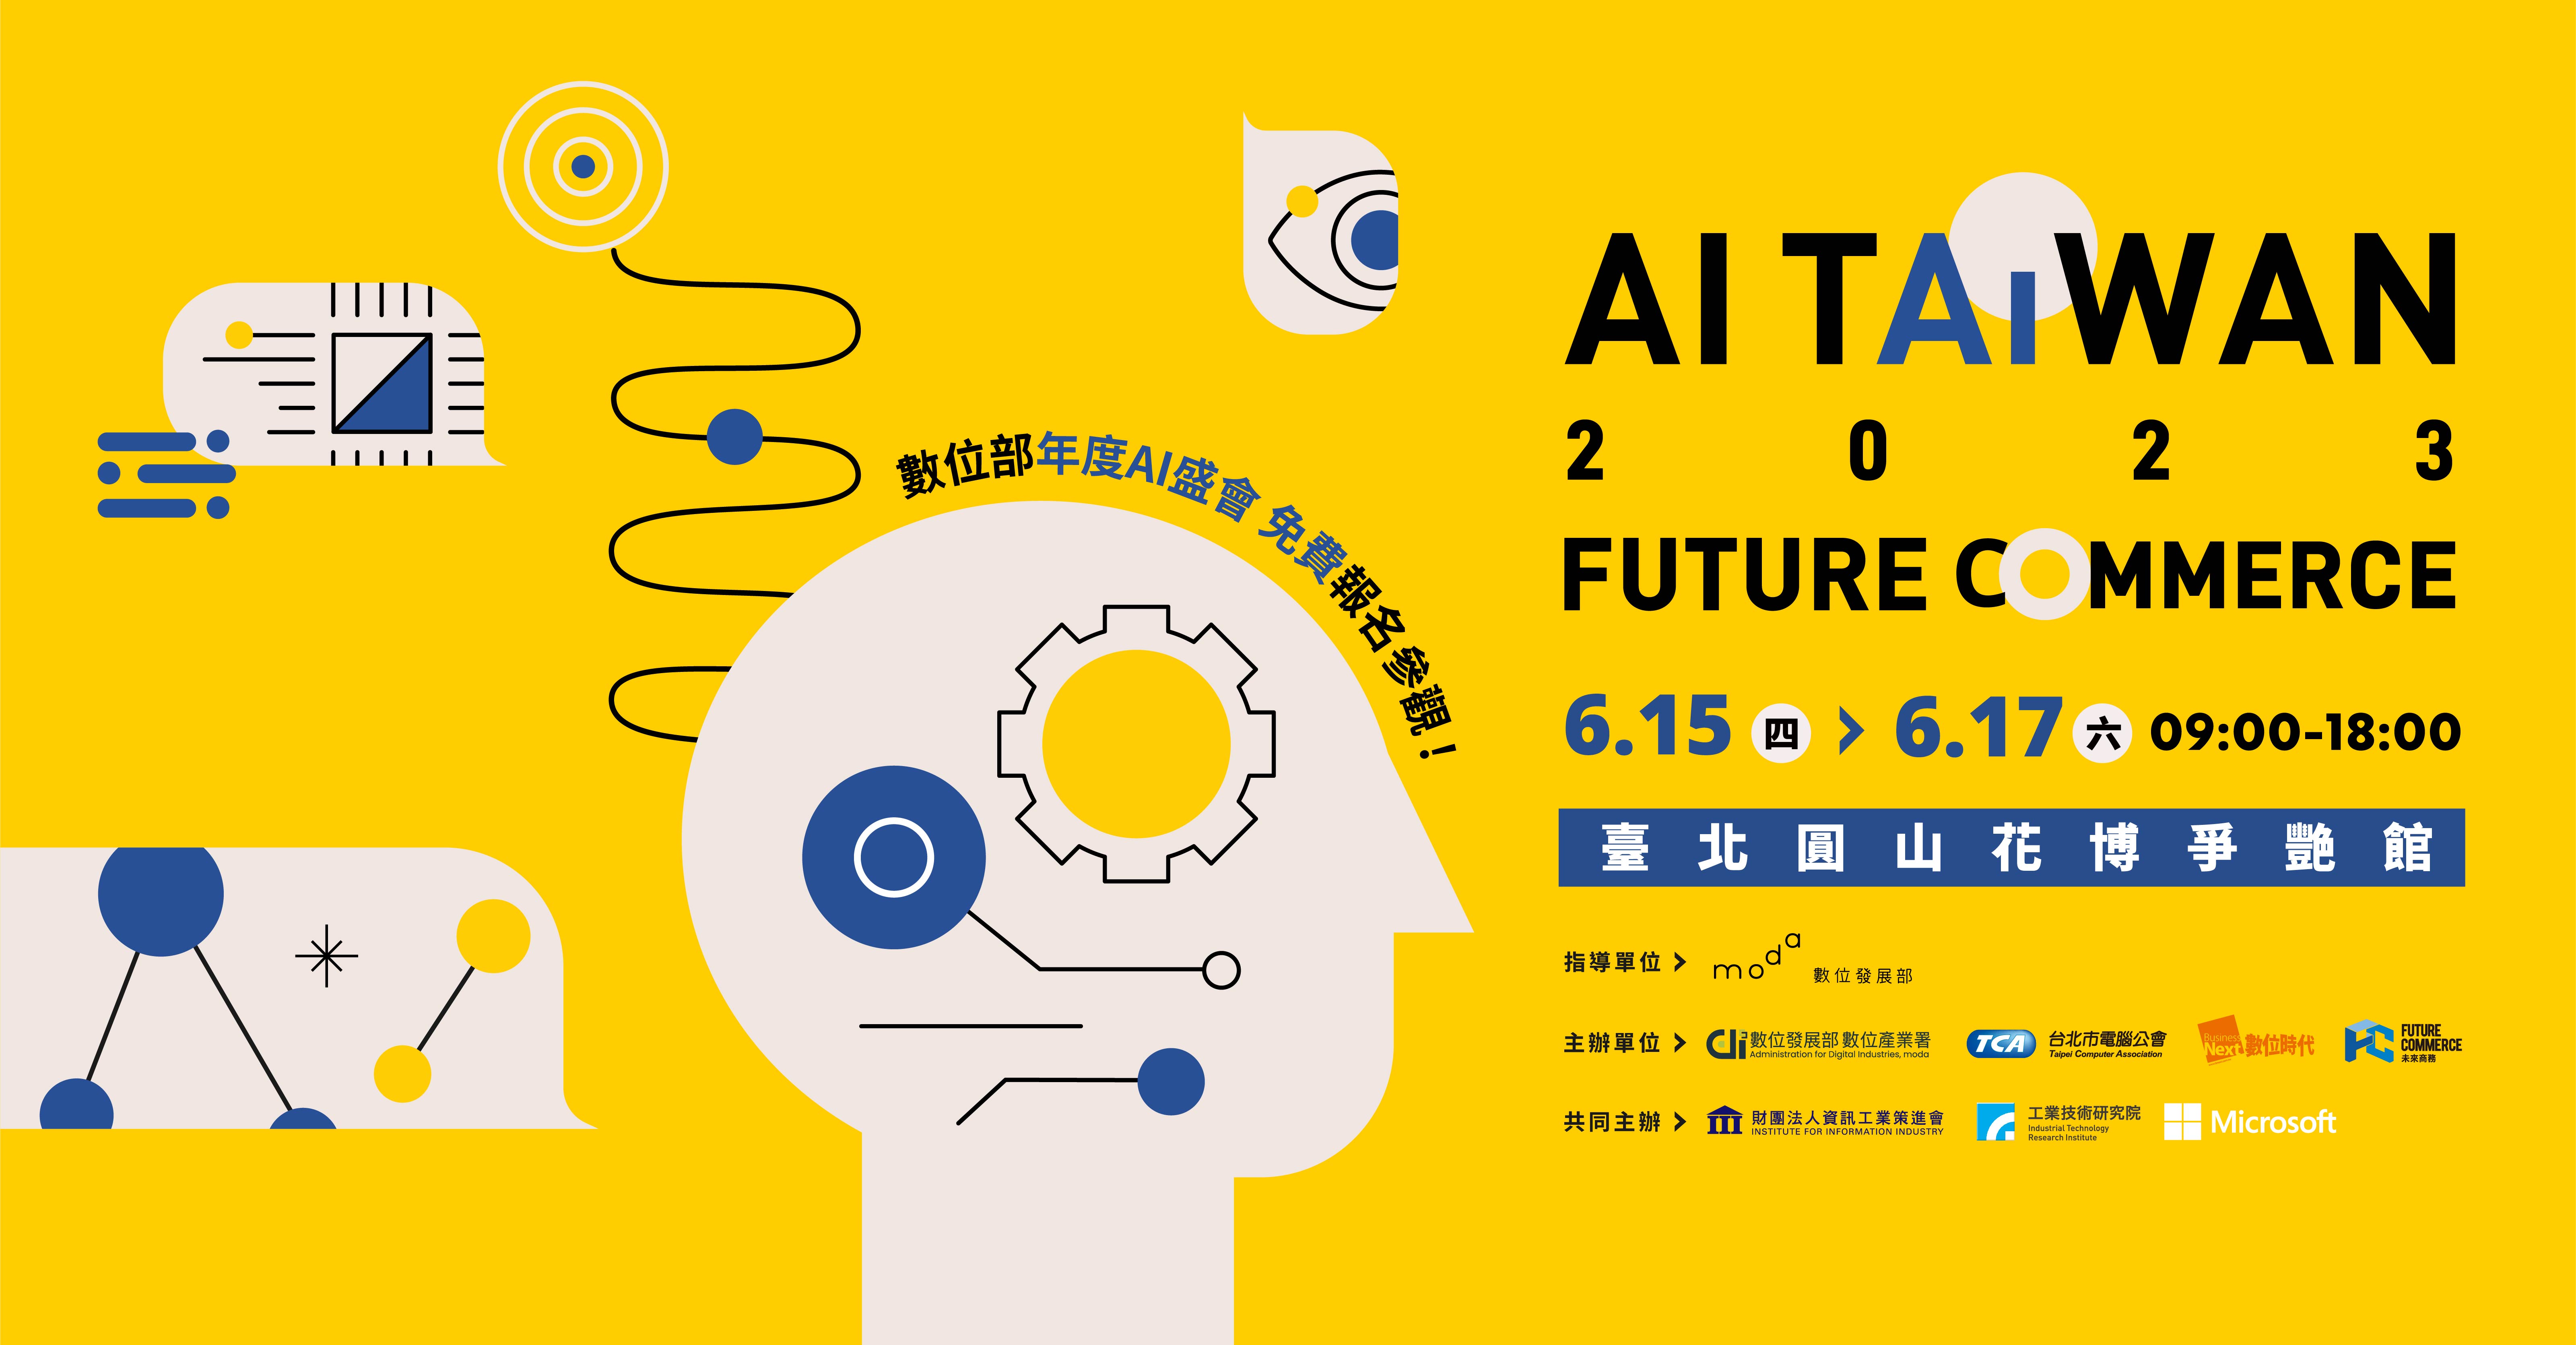 數位部年度AI盛會 免費報名參觀！
AI TAiWAN
2023
FUTURE COMMERCE
6.15 四 > 6.17 六 09:00-18:00
臺北圓山花博爭艷館
指導單位 > moda 數位發展部
主辦單位 > di 數位發展部數位產業署
Administration for Digital Industries, moda
TCA 台北市電腦公會
Taipei Computer Association
Business Next 數位時代
FC FUTURE COMMERCE 未來商務
共同主辦 > 財團法人資訊工業策進會
INSTITUTE FOR INFORMATION INDUSTRY
工業技術研究院
Industrial Technology
Research Institute
Microsoft